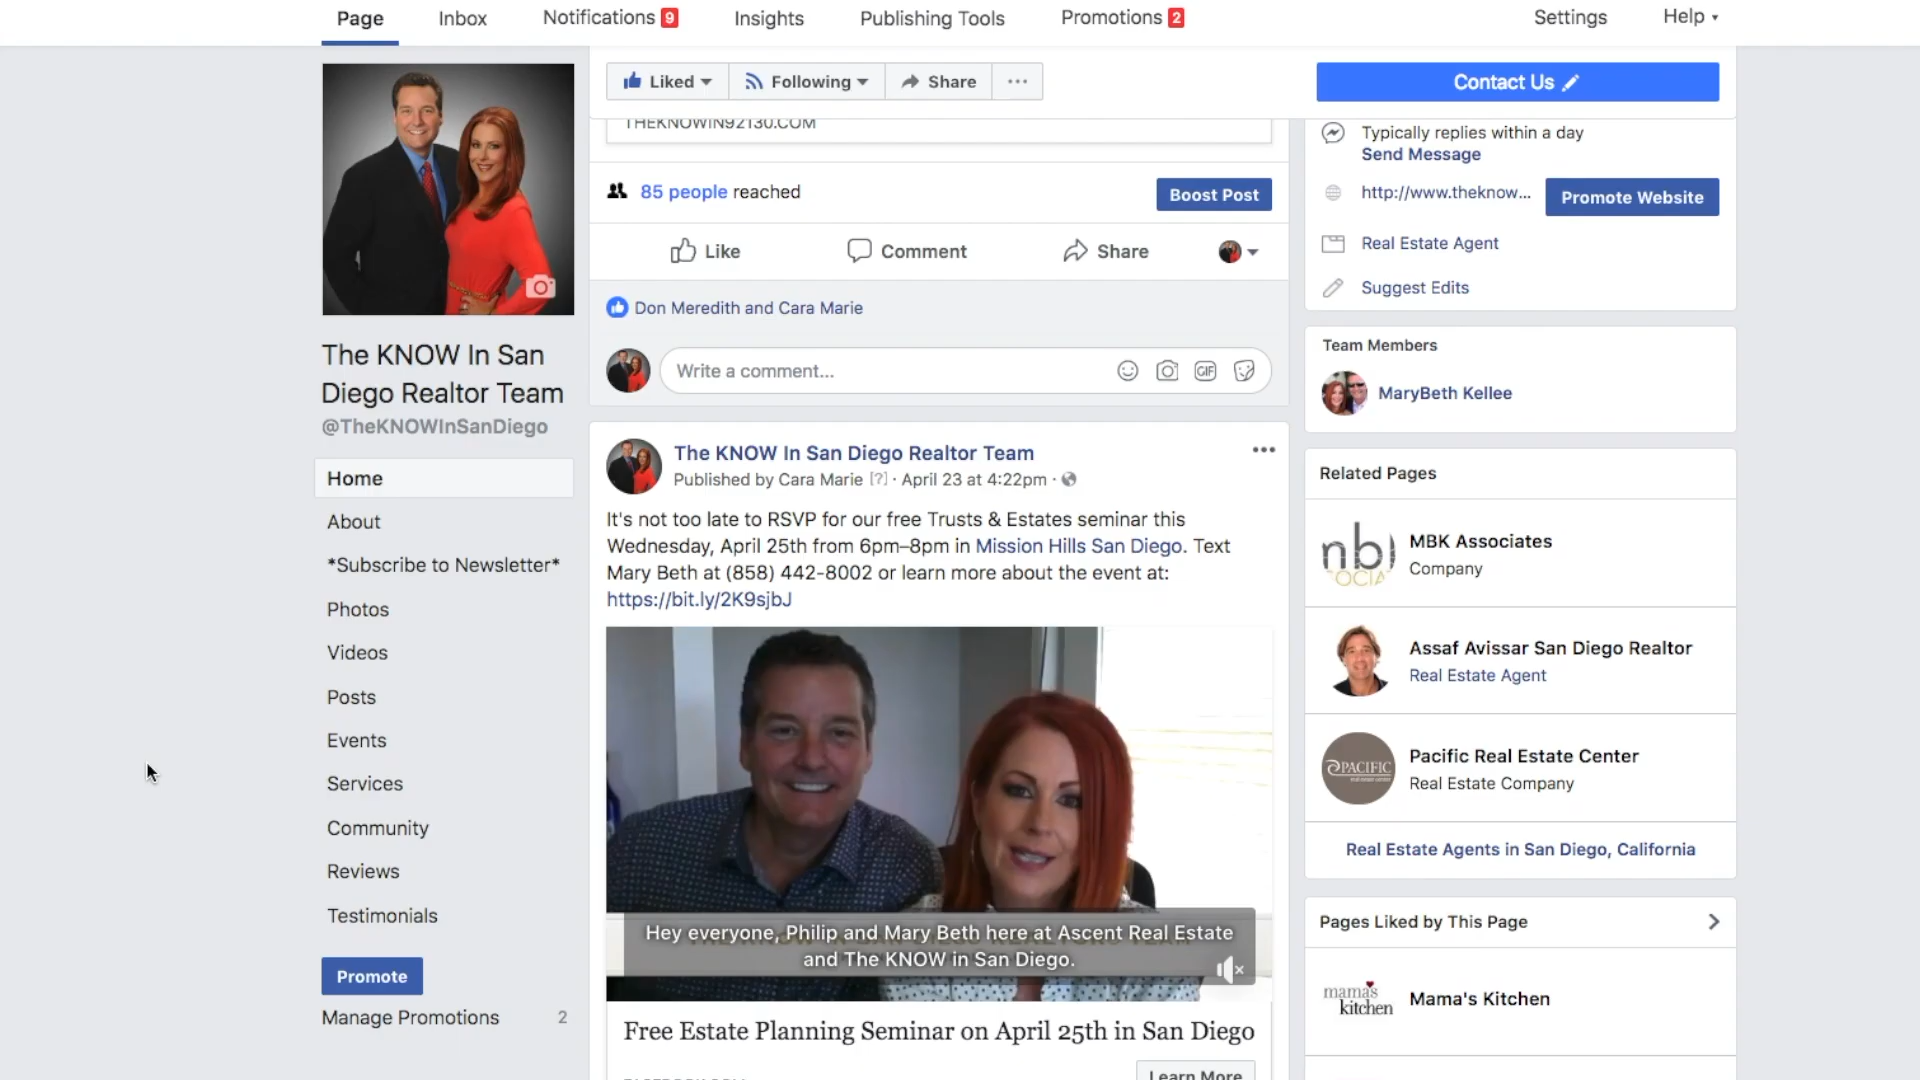 Page
Inbox
Notifications 9
Insights
Publishing Tools
Promotions 2
Settings
Help
Liked
Following
Share
Contact Us
THEKNOWIN92130.COM
85 people reached
Boost Post
Like
Comment
Share
Don Meredith and Cara Marie
Write a comment...
GIF
The KNOW In San
Diego Realtor Team
@TheKNOWInSanDiego
Home
About
*Subscribe to Newsletter*
Photos
Videos
Posts
Events
Services
Community
Reviews
Testimonials
Promote
Manage Promotions 2
The KNOW In San Diego Realtor Team
Published by Cara Marie [?] · April 23 at 4:22pm ·
It's not too late to RSVP for our free Trusts & Estates seminar this
Wednesday, April 25th from 6pm–8pm in Mission Hills San Diego. Text
Mary Beth at (858) 442-8002 or learn more about the event at:
https://bit.ly/2K9sjbJ
Hey everyone, Philip and Mary Beth here at Ascent Real Estate
and The KNOW in San Diego.
Free Estate Planning Seminar on April 25th in San Diego
Learn More
Typically replies within a day
Send Message
http://www.theknow...
Promote Website
Real Estate Agent
Suggest Edits
Team Members
MaryBeth Kellee
Related Pages
MBK Associates
Company
Assaf Avissar San Diego Realtor
Real Estate Agent
PACIFIC
Pacific Real Estate Center
Real Estate Company
Real Estate Agents in San Diego, California
Pages Liked by This Page
mama's
kitchen
Mama's Kitchen